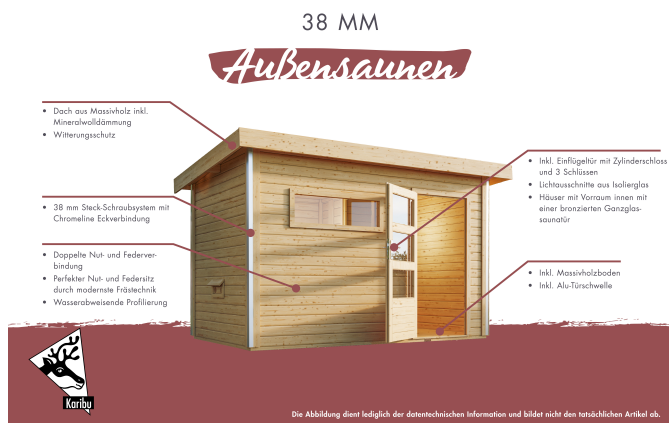 38 MM
Außensaunen
• Dach aus Massivholz inkl.
Mineralwolldämmung
• Witterungsschutz
• 38 mm Steck-Schraubsystem mit
Chromeline Eckverbindung
• Doppelte Nut- und Federver-
bindung
• Perfekter Nut- und Federsitz
durch modernste Frästechnik
• Wasserabweisende Profilierung
• Inkl. Einflügeltür mit Zylinderschloss
und 3 Schlüssen
• Lichtausschnitte aus Isolierglas
• Häuser mit Vorraum innen mit
einer bronzierten Ganzglas-
saunatür
• Inkl. Massivholzboden
• Inkl. Alu-Türschwelle
Karibu
Die Abbildung dient lediglich der datentechnischen Information und bildet nicht den tatsächlichen Artikel ab.